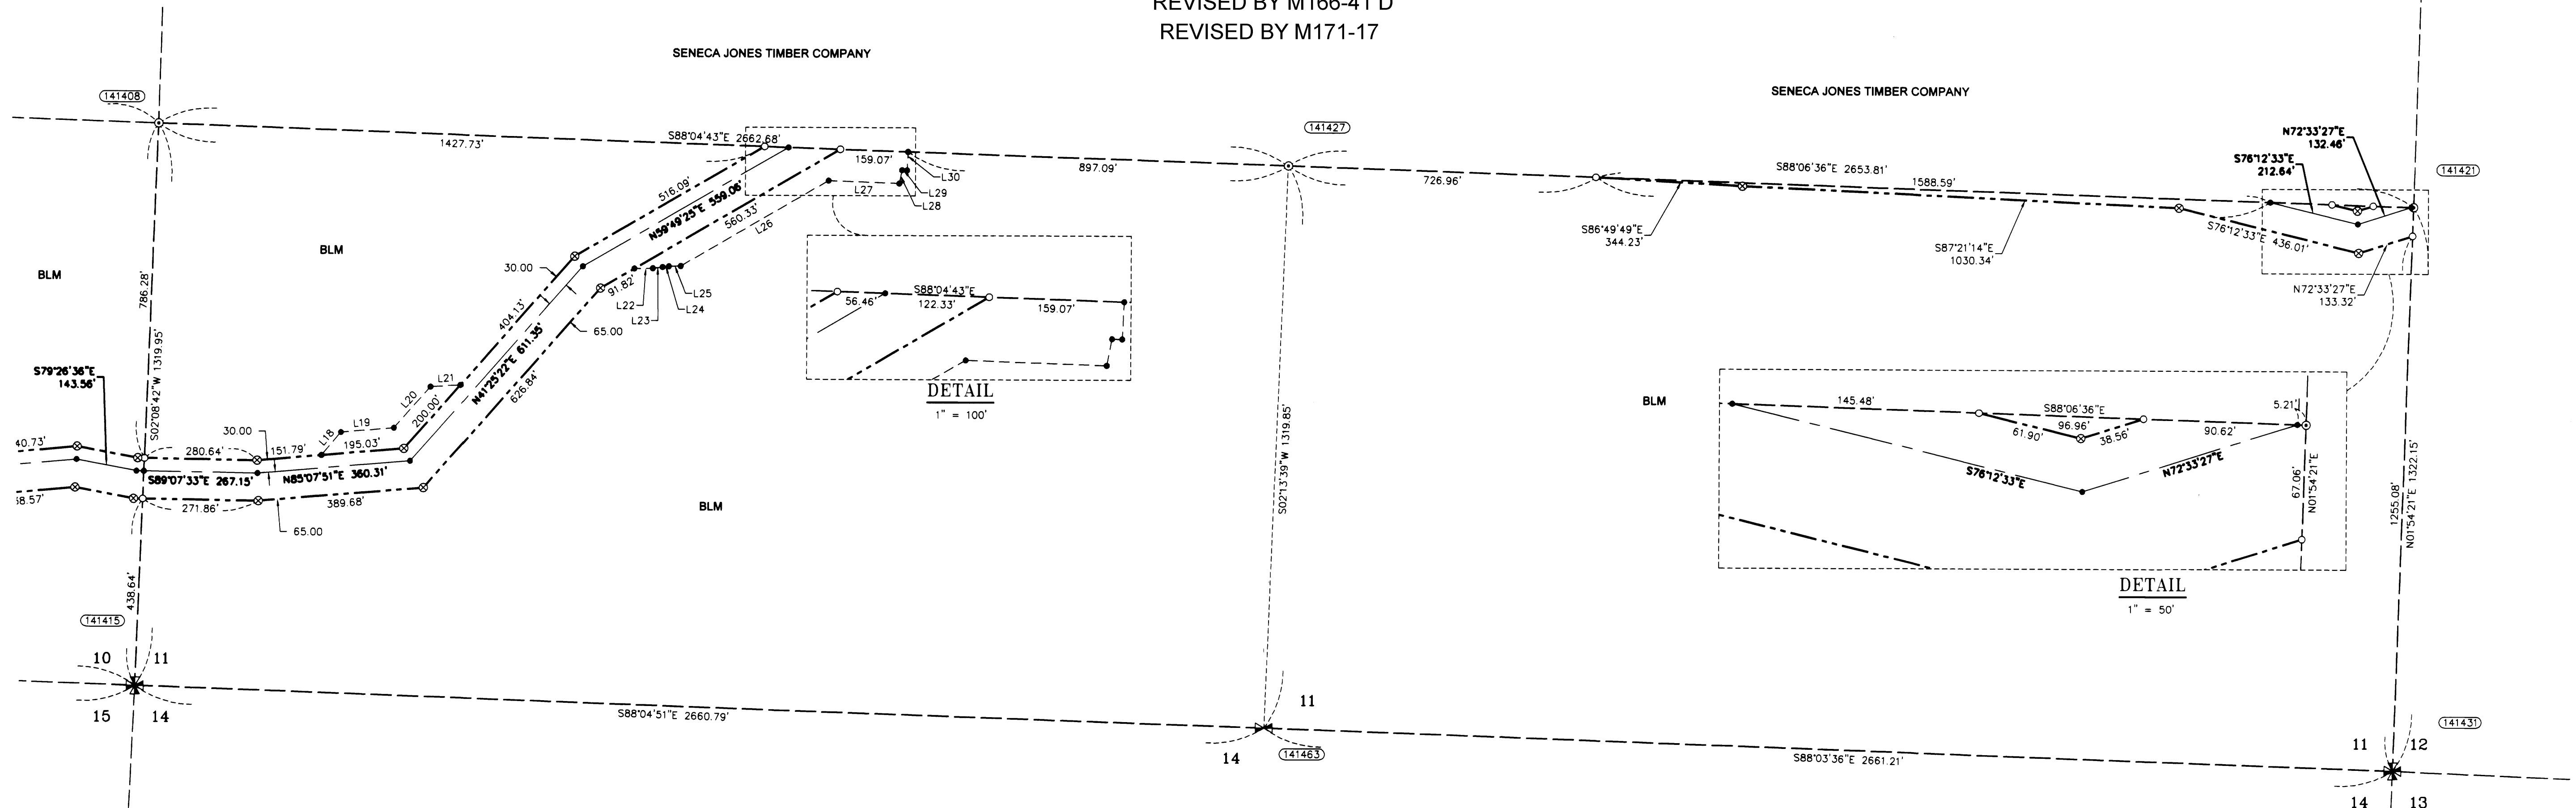 REVISED BY M166-41 D
REVISED BY M171-17
SENECA JONES TIMBER COMPANY
SENECA JONES TIMBER COMPANY
141408
141427
141421
S88°04'43"E 2662.68'
1427.73'
159.07'
897.09'
726.96'
S88°06'36"E 2653.81'
1588.59'
N72°33'27"E
132.46'
S76°12'33"E
212.64'
L30
L29
L28
L27
L26
516.09'
N59°49'25"E 559.06'
560.33'
S86°49'49"E
344.23'
S87°21'14"E
1030.34'
S76°12'33"E 436.01'
N72°33'27"E
133.32'
BLM
BLM
786.28'
S02°08'42"W 1319.95'
30.00
91.82'
L22
L23
L24
L25
65.00
404.13'
N41°25'22"E 611.35'
626.84'
200.00'
S88°04'43"E
56.46'
122.33'
159.07'
DETAIL
1" = 100'
S79°26'36"E
143.56'
L18
L19
L20
L21
40.73'
280.64'
30.00
151.79'
195.03'
S89°07'33"E 267.15'
N85°07'51"E 360.31'
58.57'
271.86'
389.68'
65.00
BLM
S02°13'39"W 1319.85'
BLM
145.48'
S88°06'36"E
5.21'
61.90'
96.96'
38.56'
90.62'
S76°12'33"E
N72°33'27"E
67.06'
N01°54'21"E
DETAIL
1" = 50'
1255.08'
N01°54'21"E 1322.15'
438.64'
141415
10
11
15
14
S88°04'51"E 2660.79'
11
14
141463
S88°03'36"E 2661.21'
141431
11
12
14
13